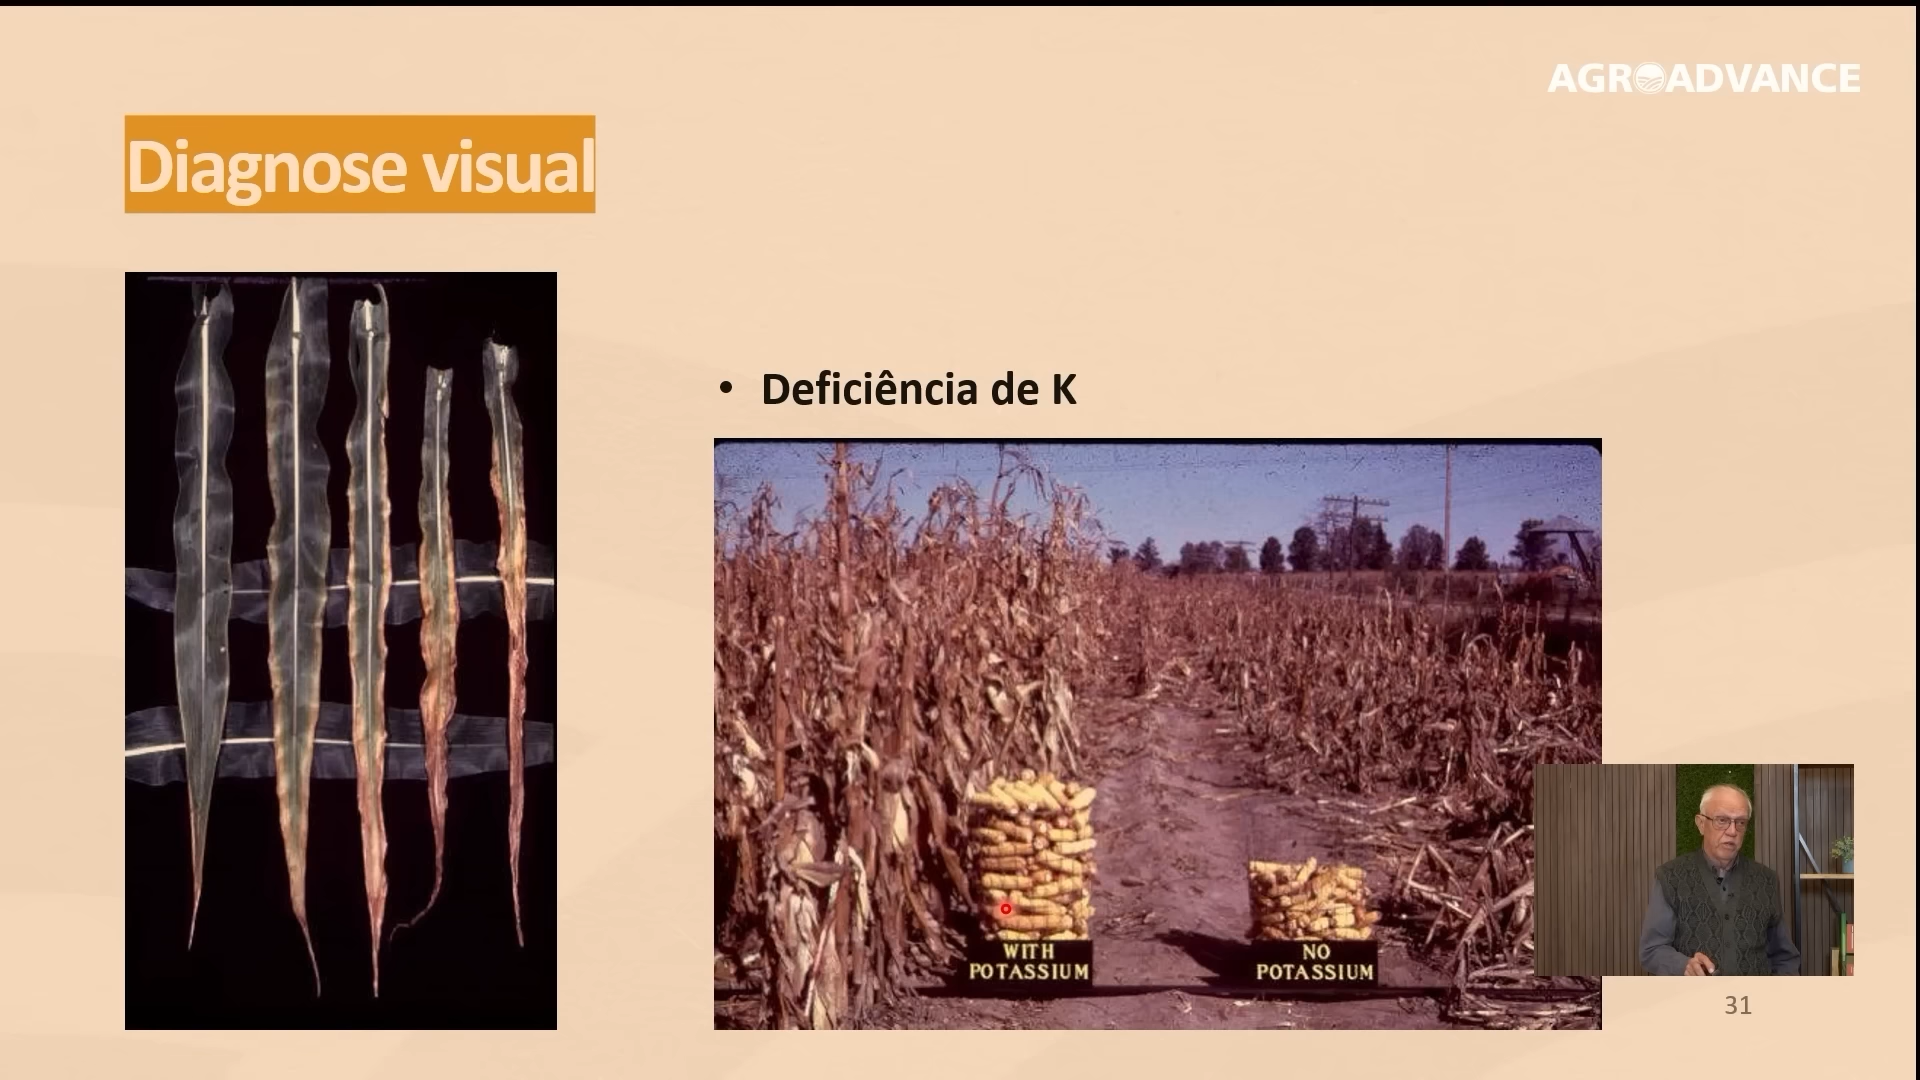 AGROADVANCE
Diagnose visual
• Deficiência de K
WITH
POTASSIUM
NO
POTASSIUM
31